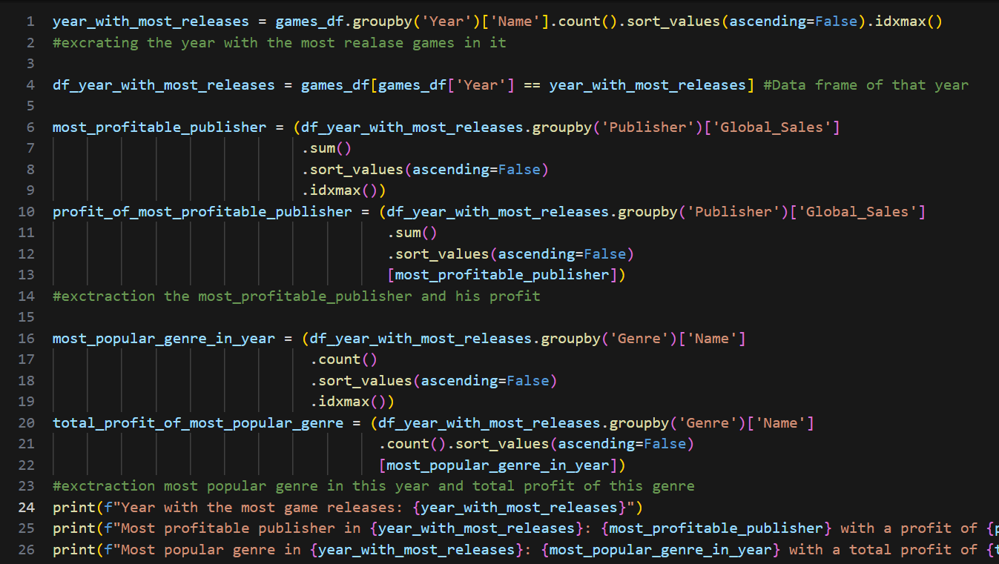 1 year_with_most_releases = games_df.groupby('Year')['Name'].count().sort_values(ascending=False).idxmax()
2 #excrating the year with the most realase games in it
3
4 df_year_with_most_releases = games_df[games_df['Year'] == year_with_most_releases] #Data frame of that year
5
6 most_profitable_publisher = (df_year_with_most_releases.groupby('Publisher')['Global_Sales']
7 .sum()
8 .sort_values(ascending=False)
9 .idxmax())
10 profit_of_most_profitable_publisher = (df_year_with_most_releases.groupby('Publisher')['Global_Sales']
11 .sum()
12 .sort_values(ascending=False)
13 [most_profitable_publisher])
14 #exctraction the most_profitable_publisher and his profit
15
16 most_popular_genre_in_year = (df_year_with_most_releases.groupby('Genre')['Name']
17 .count()
18 .sort_values(ascending=False)
19 .idxmax())
20 total_profit_of_most_popular_genre = (df_year_with_most_releases.groupby('Genre')['Name']
21 .count().sort_values(ascending=False)
22 [most_popular_genre_in_year])
23 #exctraction most popular genre in this year and total profit of this genre
24 print(f"Year with the most game releases: {year_with_most_releases}")
25 print(f"Most profitable publisher in {year_with_most_releases}: {most_profitable_publisher} with a profit of {
26 print(f"Most popular genre in {year_with_most_releases}: {most_popular_genre_in_year} with a total profit of {